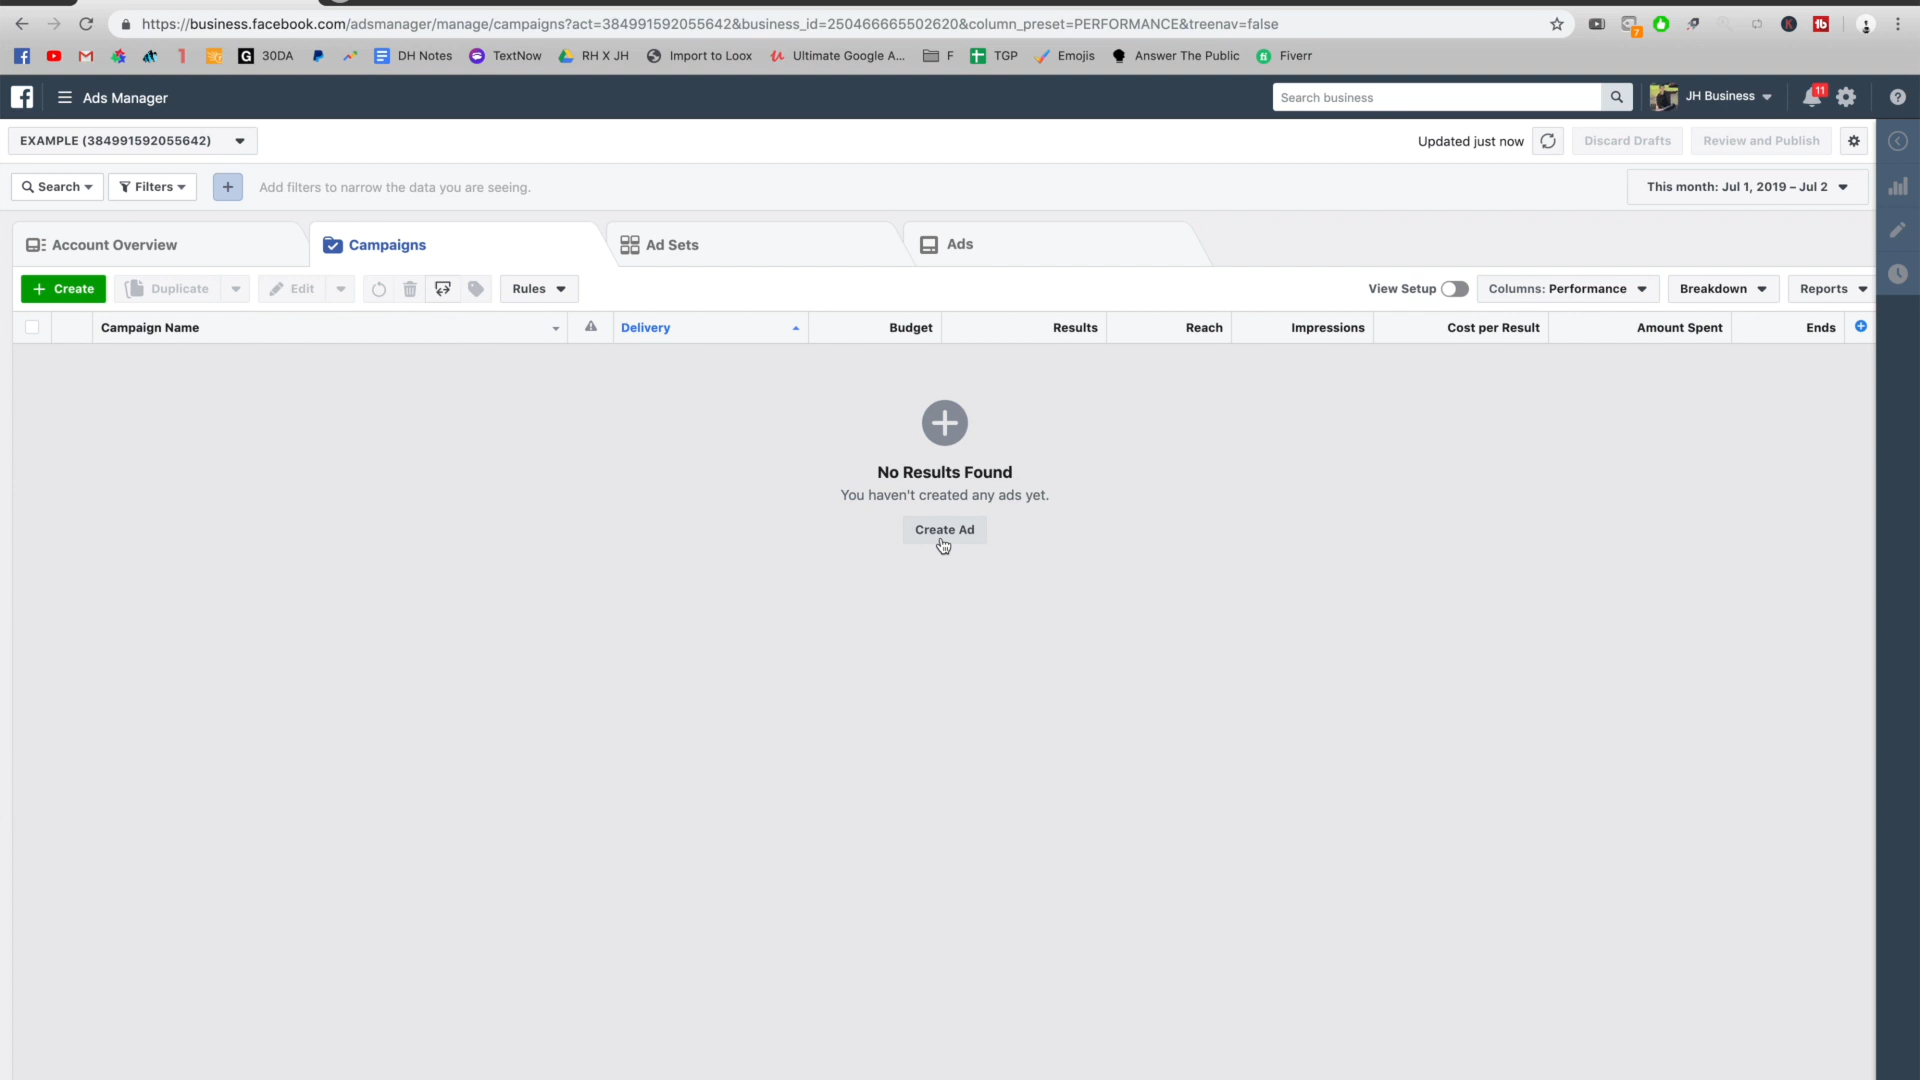 https://business.facebook.com/adsmanager/manage/campaigns?act=384991592055642&business_id=250466665502620&column_preset=PERFORMANCE&treenav=false
7
30DA
DH Notes
TextNow
RH X JH
Import to Loox
Ultimate Google A...
F
TGP
Emojis
Answer The Public
Fiverr
Ads Manager
Search business
JH Business
11
EXAMPLE (384991592055642)
Updated just now
Discard Drafts
Review and Publish
Search
Filters
Add filters to narrow the data you are seeing.
This month: Jul 1, 2019 – Jul 2
Account Overview
Campaigns
Ad Sets
Ads
Create
Duplicate
Edit
Rules
View Setup
Columns: Performance
Breakdown
Reports
Campaign Name
Delivery
Budget
Results
Reach
Impressions
Cost per Result
Amount Spent
Ends
No Results Found
You haven't created any ads yet.
Create Ad